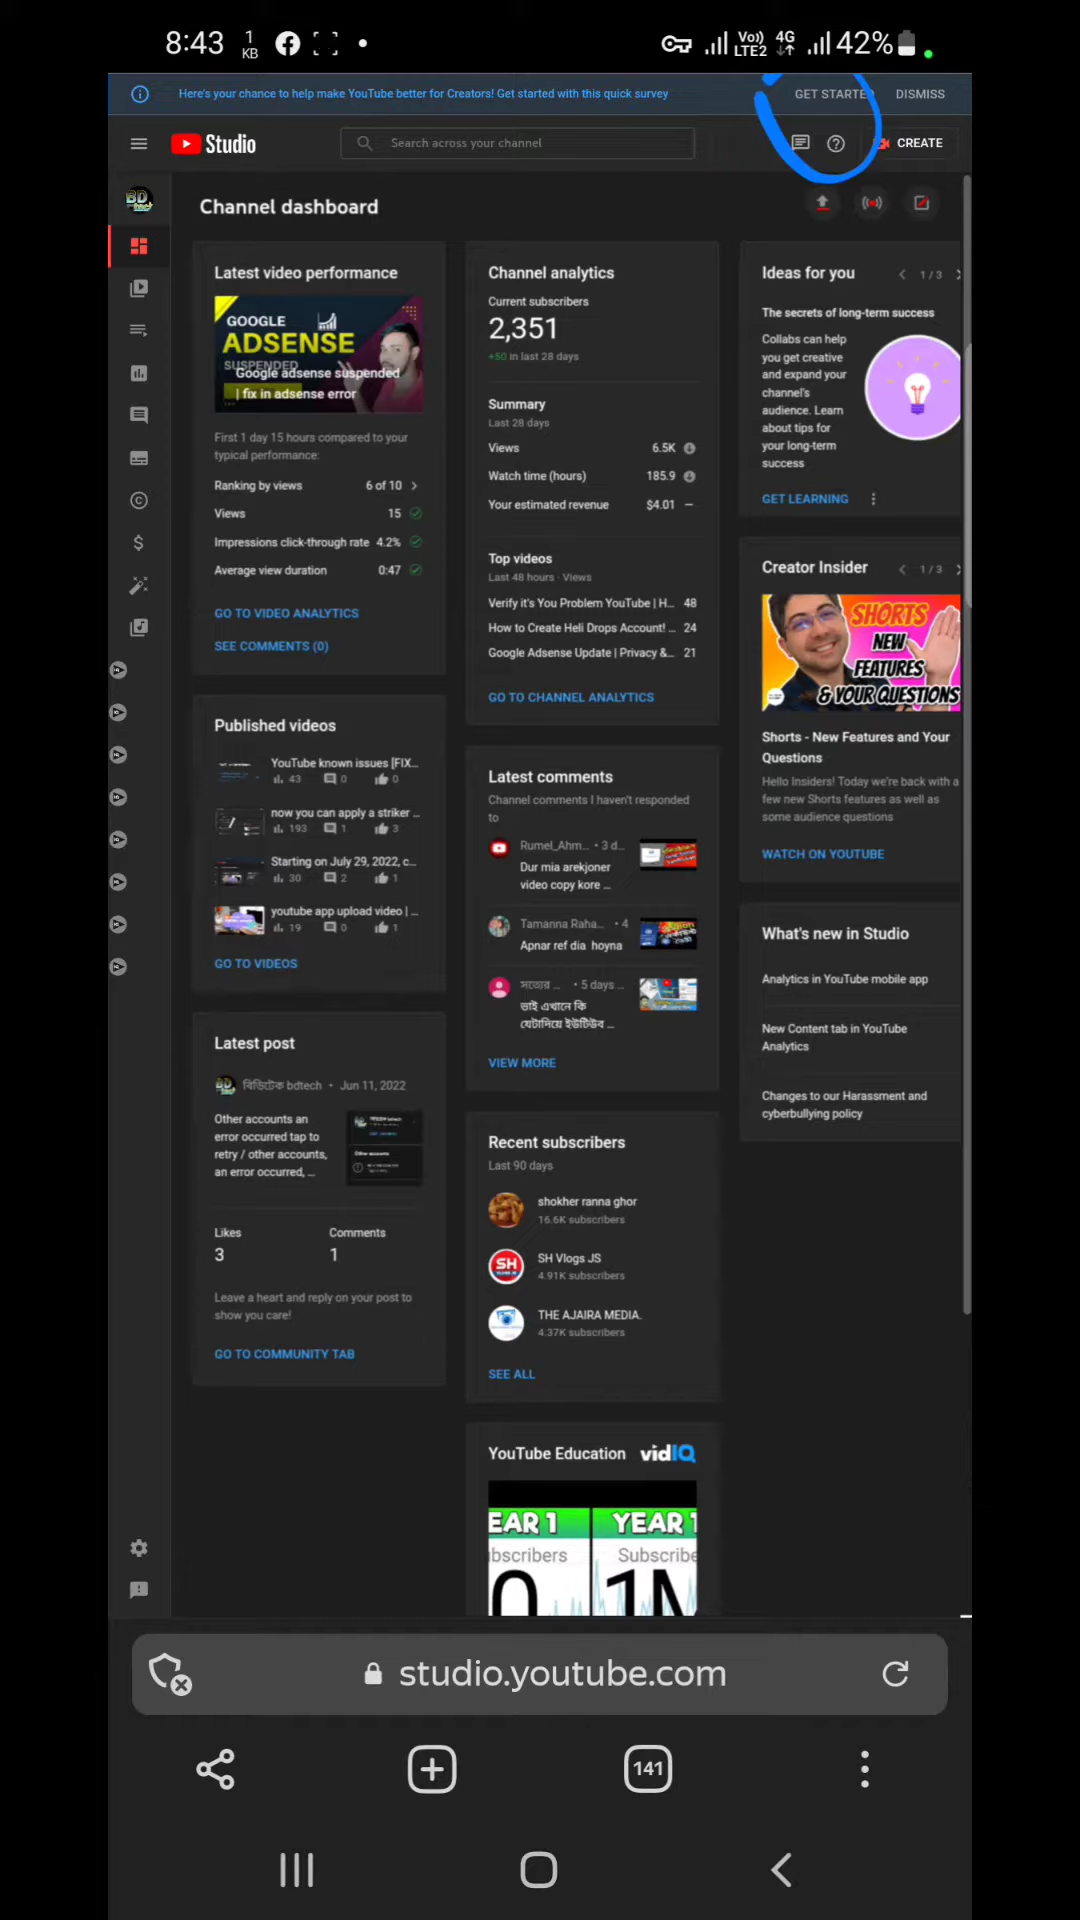 8:43 1 KB Vo) LTE2 4G 42%
Here's your chance to help make YouTube better for Creators! Get started with this quick survey GET STARTED DISMISS
Studio Search across your channel CREATE
BD
Channel dashboard
Latest video performance
GOOGLE
ADSENSE
SUSPENDED
Google adsense suspended
| fix in adsense error
First 1 day 15 hours compared to your
typical performance:
Ranking by views 6 of 10
Views 15
Impressions click-through rate 4.2%
Average view duration 0:47
GO TO VIDEO ANALYTICS
SEE COMMENTS (0)
Published videos
YouTube known issues [FIX...
43 0 0
now you can apply a striker ...
193 1 3
Starting on July 29, 2022, c...
30 2 1
youtube app upload video | ...
19 0 1
GO TO VIDEOS
Latest post
বিডিটেক bdtech • Jun 11, 2022
Other accounts an
error occurred tap to
retry / other accounts,
an error occurred, ...
Likes Comments
3 1
Leave a heart and reply on your post to
show you care!
GO TO COMMUNITY TAB
Channel analytics
Current subscribers
2,351
+50 in last 28 days
Summary
Last 28 days
Views 6.5K
Watch time (hours) 185.9
Your estimated revenue $4.01 —
Top videos
Last 48 hours · Views
Verify it's You Problem YouTube | H... 48
How to Create Heli Drops Account! ... 24
Google Adsense Update | Privacy &... 21
GO TO CHANNEL ANALYTICS
Latest comments
Channel comments I haven't responded
to
Rumel_Ahm... • 3 d...
Dur mia arekjoner
video copy kore ...
Tamanna Raha... • 4
Apnar ref dia hoyna
সত্যের ... • 5 days ...
ভাই এখানে কি
যেটাদিয়ে ইউটিউব ...
VIEW MORE
Recent subscribers
Last 90 days
shokher ranna ghor
16.6K subscribers
SH
SH Vlogs JS
4.91K subscribers
THE AJAIRA MEDIA.
4.37K subscribers
SEE ALL
YouTube Education vidIQ
EAR 1 YEAR 1
bscribers Subscribe
0 1M
Ideas for you 1 / 3
The secrets of long-term success
Collabs can help
you get creative
and expand your
channel's
audience. Learn
about tips for
your long-term
success
GET LEARNING
Creator Insider 1 / 3
SHORTS
NEW
FEATURES
& YOUR QUESTIONS
Shorts - New Features and Your
Questions
Hello Insiders! Today we're back with a
few new Shorts features as well as
some audience questions
WATCH ON YOUTUBE
What's new in Studio
Analytics in YouTube mobile app
New Content tab in YouTube
Analytics
Changes to our Harassment and
cyberbullying policy
studio.youtube.com
141